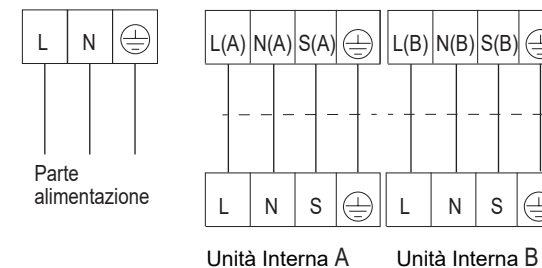 L N
L(A) N(A) S(A)
L(B) N(B) S(B)
Parte
alimentazione
L N S
L N S
Unità Interna A
Unità Interna B